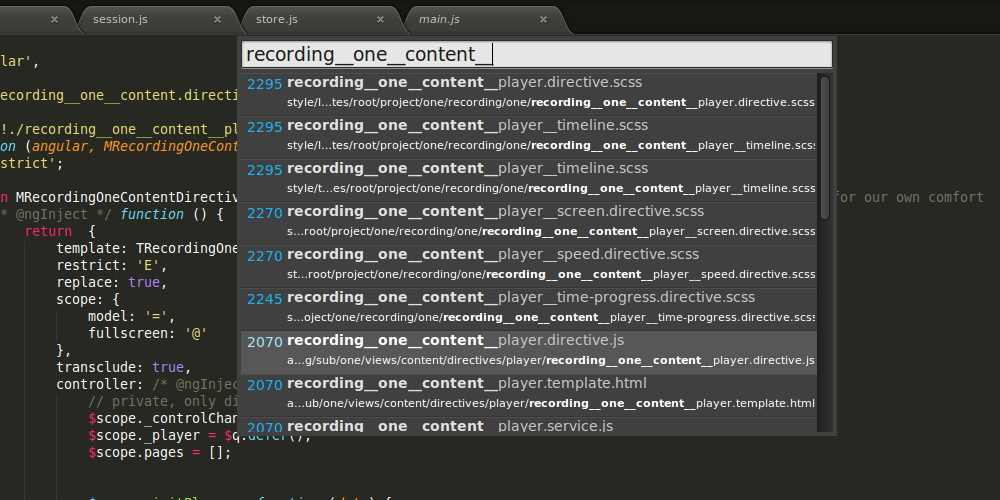 × session.js × store.js × main.js ×
recording__one__content__
lar',
2295 recording__one__content__player.directive.scss
style/l...tes/root/project/one/recording/one/recording__one__content__player.directive.scss
ecording__one__content.directi
2295 recording__one__content__player__timeline.scss
!./recording__one__content__pl
style/l...tes/root/project/one/recording/one/recording__one__content__player__timeline.scss
on (angular, MRecordingOneCont
strict';
2295 recording__one__content__player__timeline.scss
style/t...es/root/project/one/recording/one/recording__one__content__player__timeline.scss
n MRecordingOneContentDirectiv
for our own comfort
* @ngInject */ function () {
2270 recording__one__content__player__screen.directive.scss
return {
s...root/project/one/recording/one/recording__one__content__player__screen.directive.scss
template: TRecordingOne
2270 recording__one__content__player__speed.directive.scss
restrict: 'E',
st...root/project/one/recording/one/recording__one__content__player__speed.directive.scss
replace: true,
scope: {
2245 recording__one__content__player__time-progress.directive.scss
model: '=',
s...oject/one/recording/one/recording__one__content__player__time-progress.directive.scss
fullscreen: '@'
2070 recording__one__content__player.directive.js
},
a...g/sub/one/views/content/directives/player/recording__one__content__player.directive.js
transclude: true,
controller: /* @ngInjec
2070 recording__one__content__player.template.html
// private, only di
a...ub/one/views/content/directives/player/recording__one__content__player.template.html
$scope._controlChan
2070 recording__one__content__player.service.js
$scope._player = $q.defer();
$scope.pages = [];